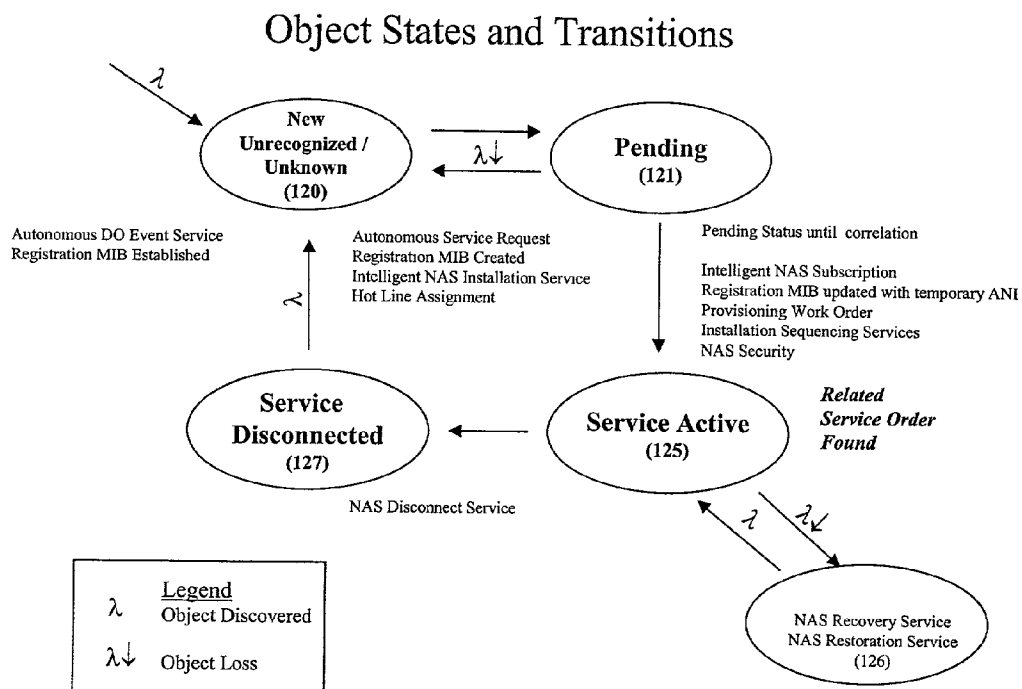 Object States and Transitions
λ
New
Unrecognized /
Unknown
(120)
λ↓
Pending
(121)
Autonomous DO Event Service
Registration MIB Established
Autonomous Service Request
Registration MIB Created
Intelligent NAS Installation Service
Hot Line Assignment
Pending Status until correlation
Intelligent NAS Subscription
Registration MIB updated with temporary ANI
Provisioning Work Order
Installation Sequencing Services
NAS Security
λ
Service
Disconnected
(127)
Service Active
(125)
Related
Service Order
Found
NAS Disconnect Service
λ
λ↓
NAS Recovery Service
NAS Restoration Service
(126)
Legend
λ Object Discovered
λ↓ Object Loss